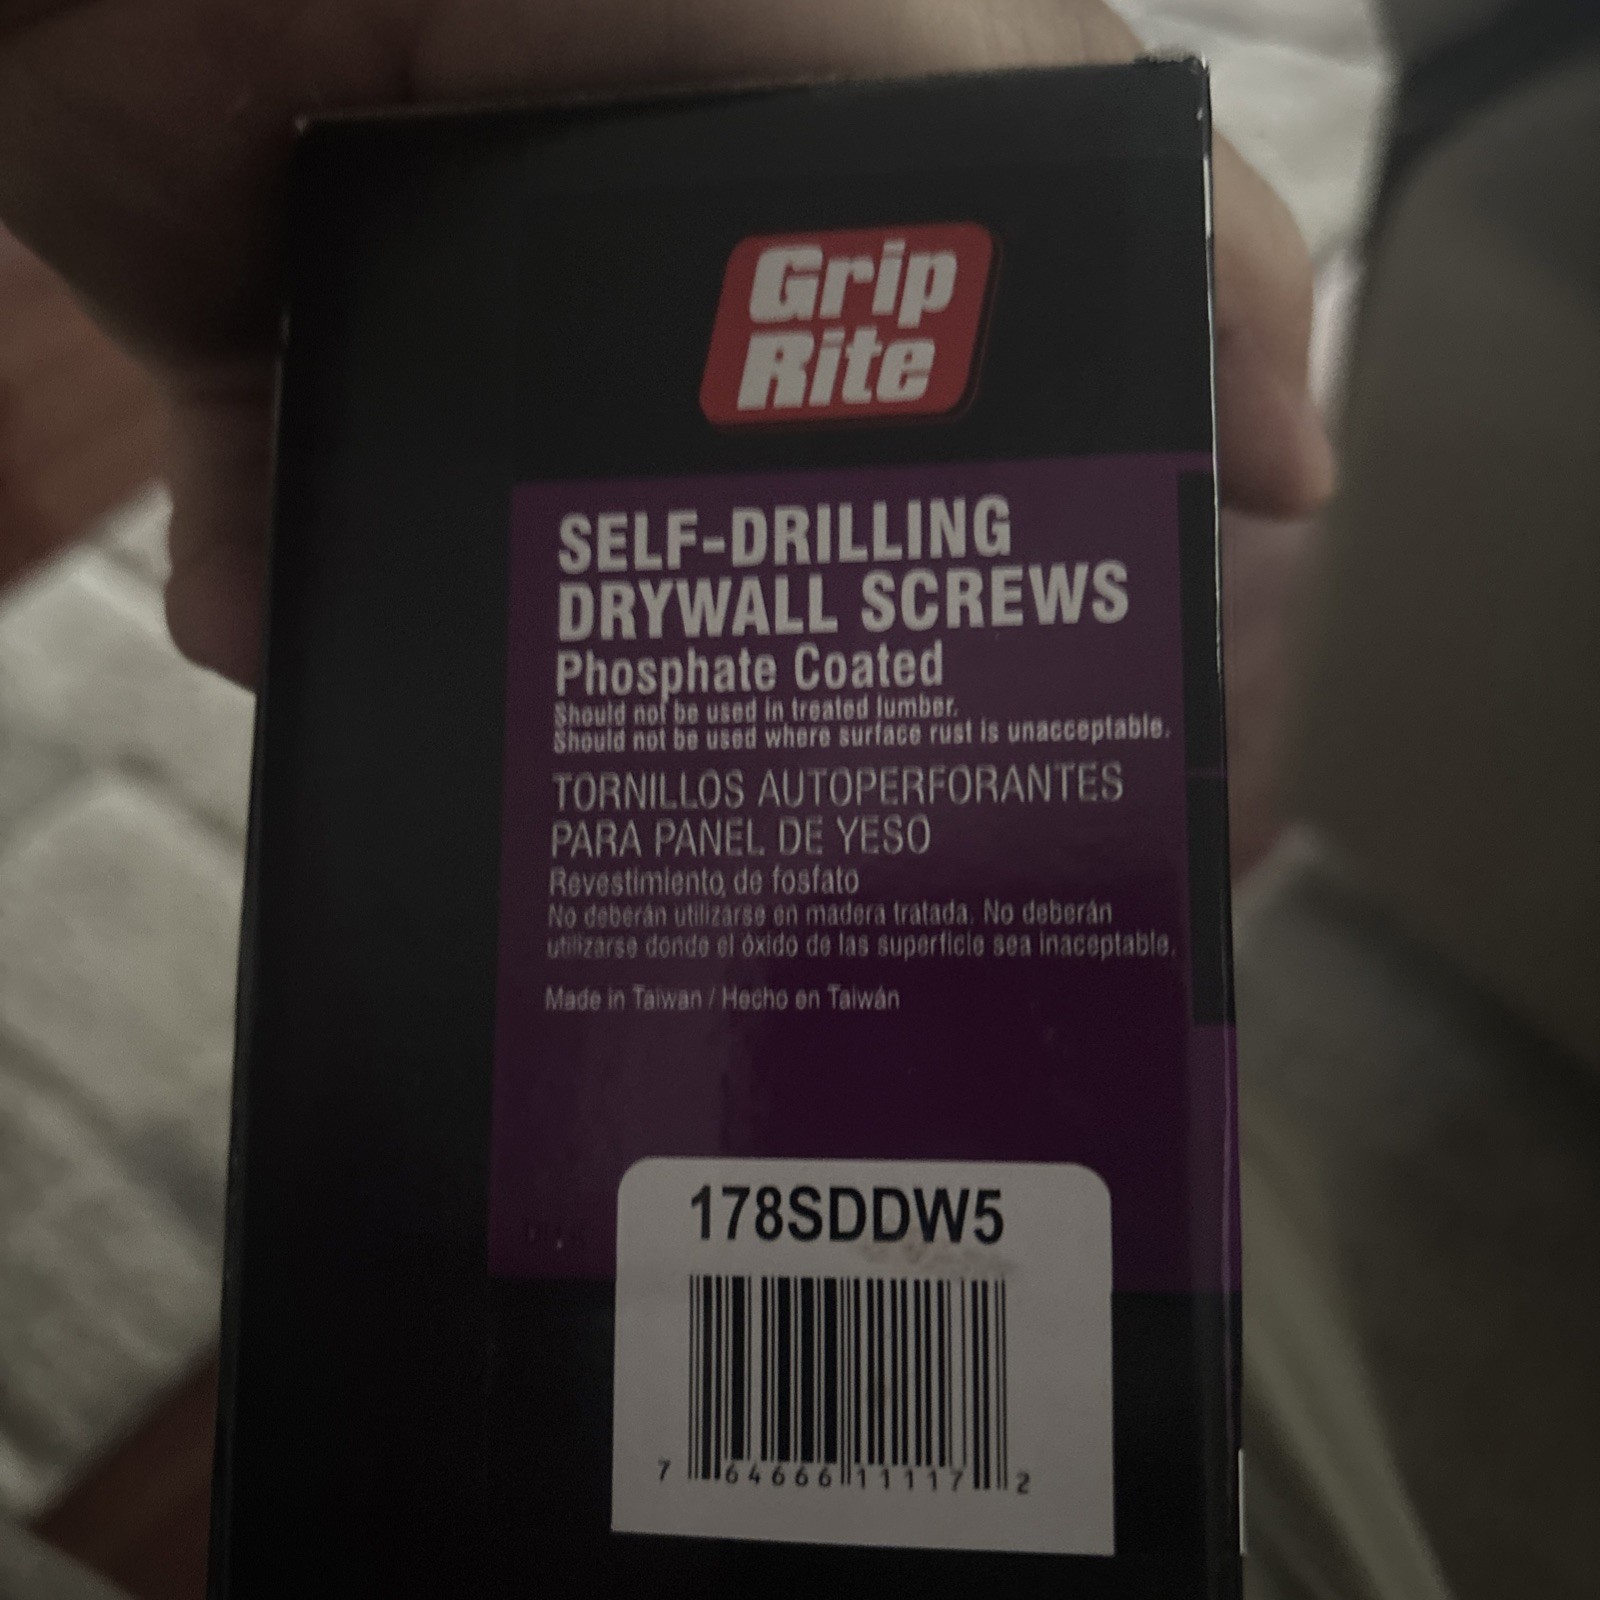 Grip
Rite
SELF-DRILLING
DRYWALL SCREWS
Phosphate Coated
Should not be used in treated lumber.
Should not be used where surface rust is unacceptable.
TORNILLOS AUTOPERFORANTES
PARA PANEL DE YESO
Revestimiento de fosfato
No deberán utilizarse en madera tratada. No deberán
utilizarse donde el óxido de las superficie sea inaceptable.
Made in Taiwan / Hecho en Taiwán
178SDDW5
7 64666 11117 2